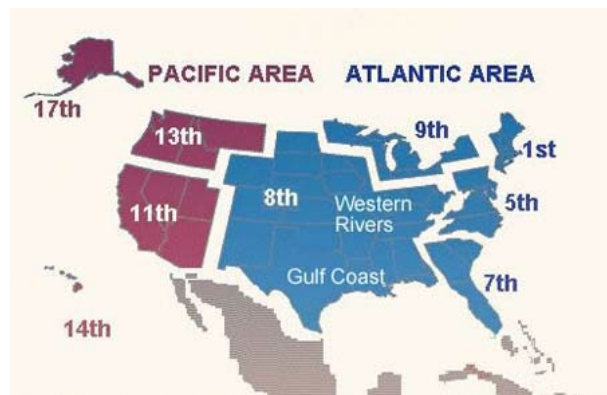 PACIFIC AREA
ATLANTIC AREA
17th
13th
9th
1st
11th
8th
Western
Rivers
5th
Gulf Coast
7th
14th